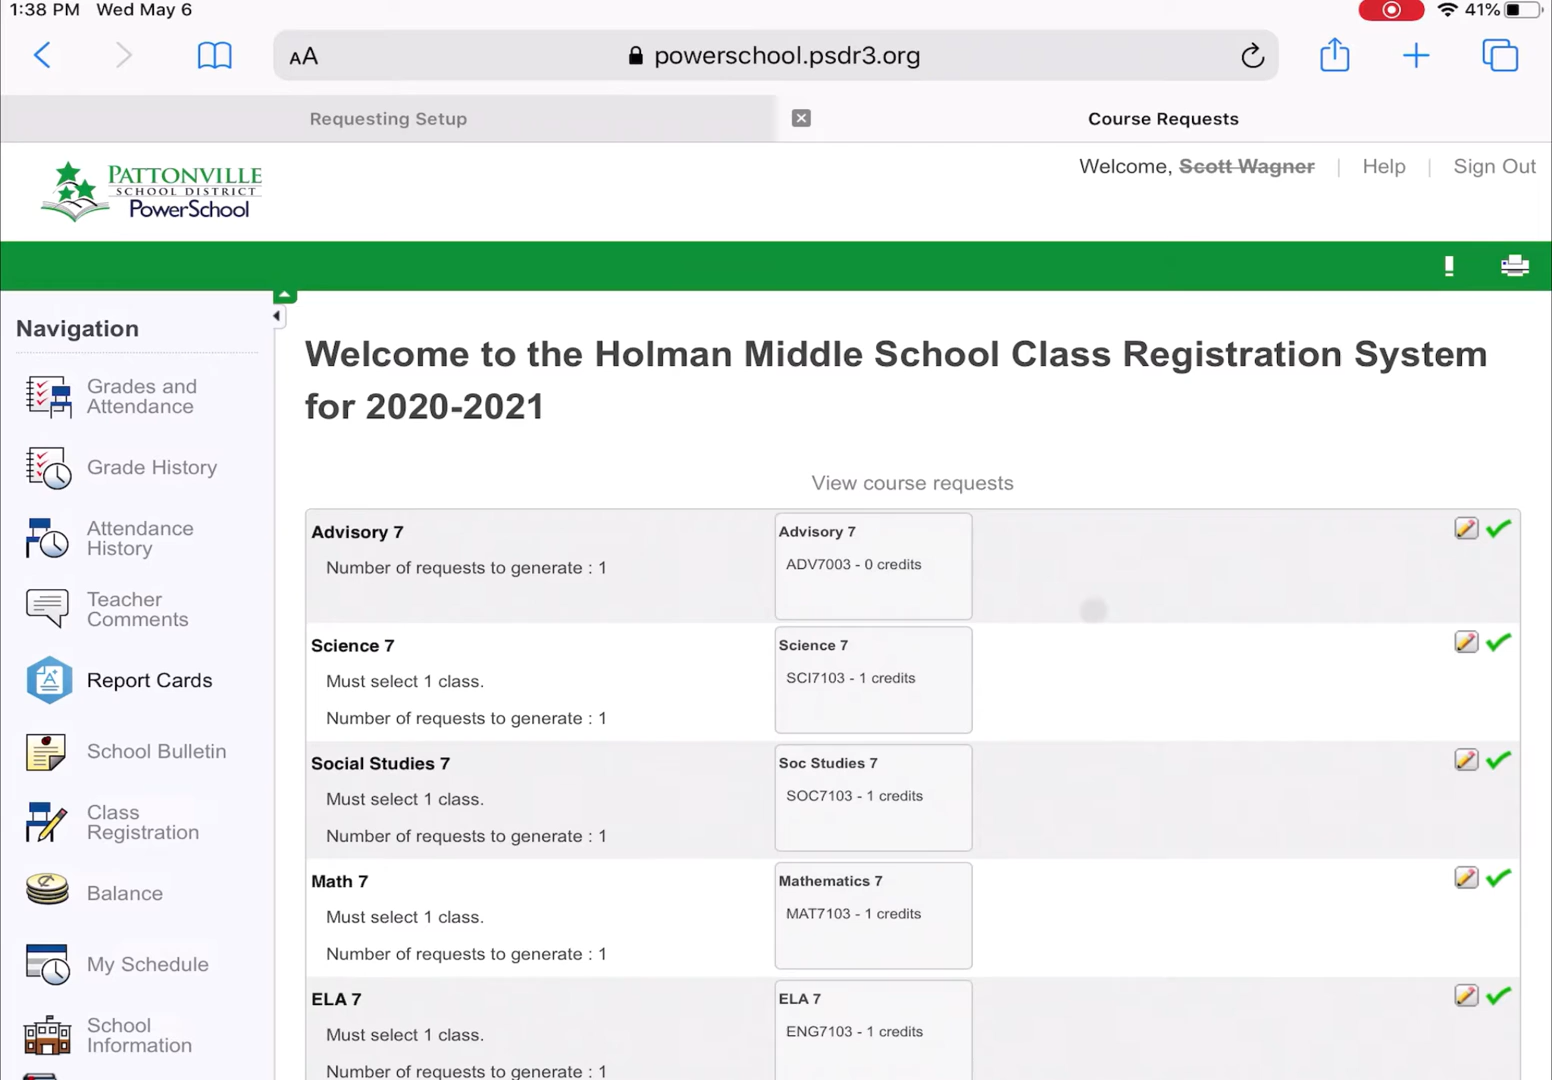 1:38 PM Wed May 6
41%
AA
powerschool.psdr3.org
Requesting Setup
Course Requests
PATTONVILLE
SCHOOL DISTRICT
PowerSchool
Welcome, Scott Wagner | Help | Sign Out
Navigation
Grades and
Attendance
Grade History
Attendance
History
Teacher
Comments
Report Cards
School Bulletin
Class
Registration
Balance
My Schedule
School
Information
Welcome to the Holman Middle School Class Registration System
for 2020-2021
View course requests
Advisory 7
Number of requests to generate : 1
Advisory 7
ADV7003 - 0 credits
Science 7
Must select 1 class.
Number of requests to generate : 1
Science 7
SCI7103 - 1 credits
Social Studies 7
Must select 1 class.
Number of requests to generate : 1
Soc Studies 7
SOC7103 - 1 credits
Math 7
Must select 1 class.
Number of requests to generate : 1
Mathematics 7
MAT7103 - 1 credits
ELA 7
Must select 1 class.
Number of requests to generate : 1
ELA 7
ENG7103 - 1 credits